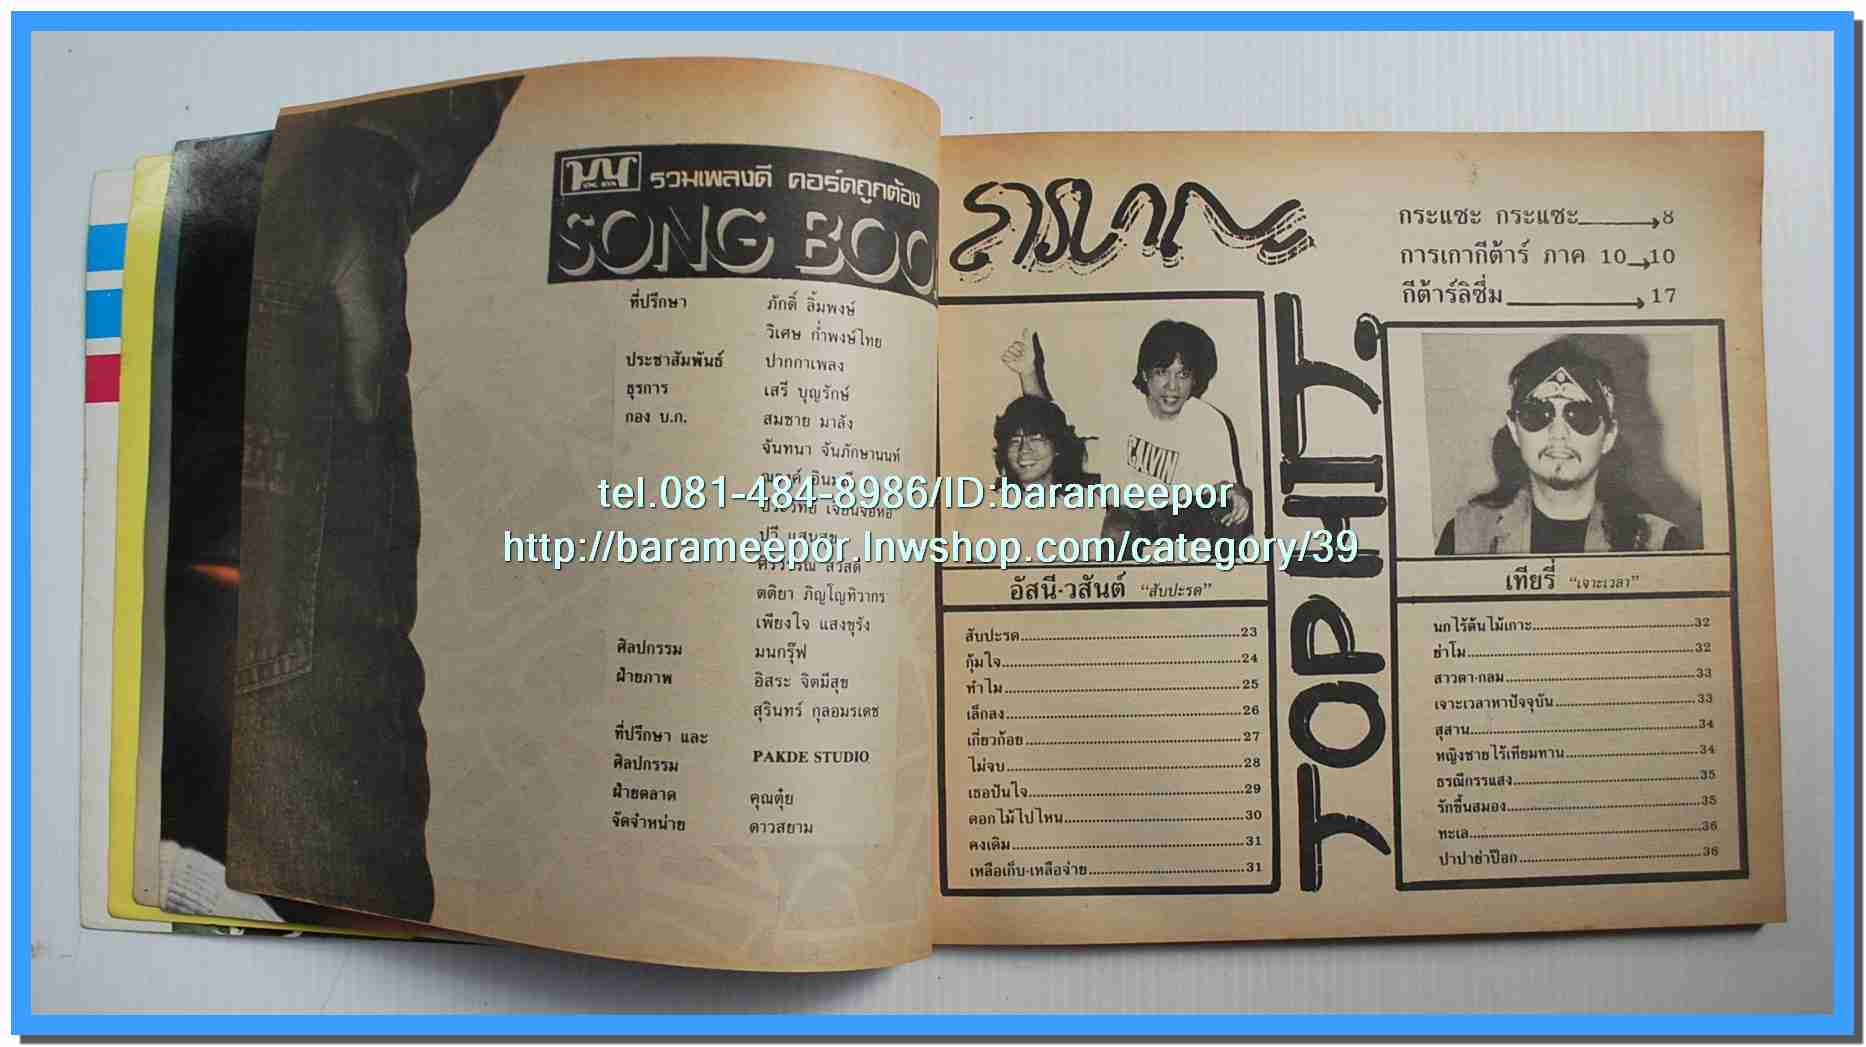 รวมเพลงดี คอร์ดถูกต้อง
SONG BOO
ที่ปรึกษา ภักดิ์ ลิ้มพงษ์
วิเศษ ก่ำพงษ์ไทย
ประชาสัมพันธ์ ปากกาเพลง
ธุรการ เสรี บุญรักษ์
กอง บ.ก. สมชาย มาลัง
จันทนา จันภักษานนท์
ตติยา ภิญโญทิวากร
เพียงใจ แสงชุรัง
ศิลปกรรม มนกรุ๊ฟ
ฝ่ายภาพ อิสระ จิตมีสุข
สุรินทร์ กุลอมรเดช
ที่ปรึกษา และ
ศิลปกรรม PAKDE STUDIO
ฝ่ายตลาด คุณตุ๋ย
จัดจำหน่าย ดาวสยาม
tel.081-484-8986/ID:barameepor
http://barameepor.lnwshop.com/category/39
สารบาญ
กระแซะ กระแซะ 8
การเกากีต้าร์ ภาค 10 10
กีต้าร์ลิซึ่ม 17
TOP HIT
CALVIN
อัสนี·วสันต์ "สับปะรด"
สับปะรด 23
กุ้มใจ 24
ทำไม 25
เล็กลง 26
เกี่ยวก้อย 27
ไม่จบ 28
เธอปันใจ 29
ดอกไม้ไปไหน 30
คงเดิม 31
เหลือเก็บ·เหลือจ่าย 31
เทียรี่ "เจาะเวลา"
นกไร้ต้นไม้เกาะ 32
ย่าโม 32
สาวตา·กลม 33
เจาะเวลาหาปัจจุบัน 33
สุสาน 34
หญิงชายไร้เทียมทาน 34
ธรณีกรรแสง 35
รักขึ้นสมอง 35
ทะเล 36
ปาปาย่าป๊อก 36